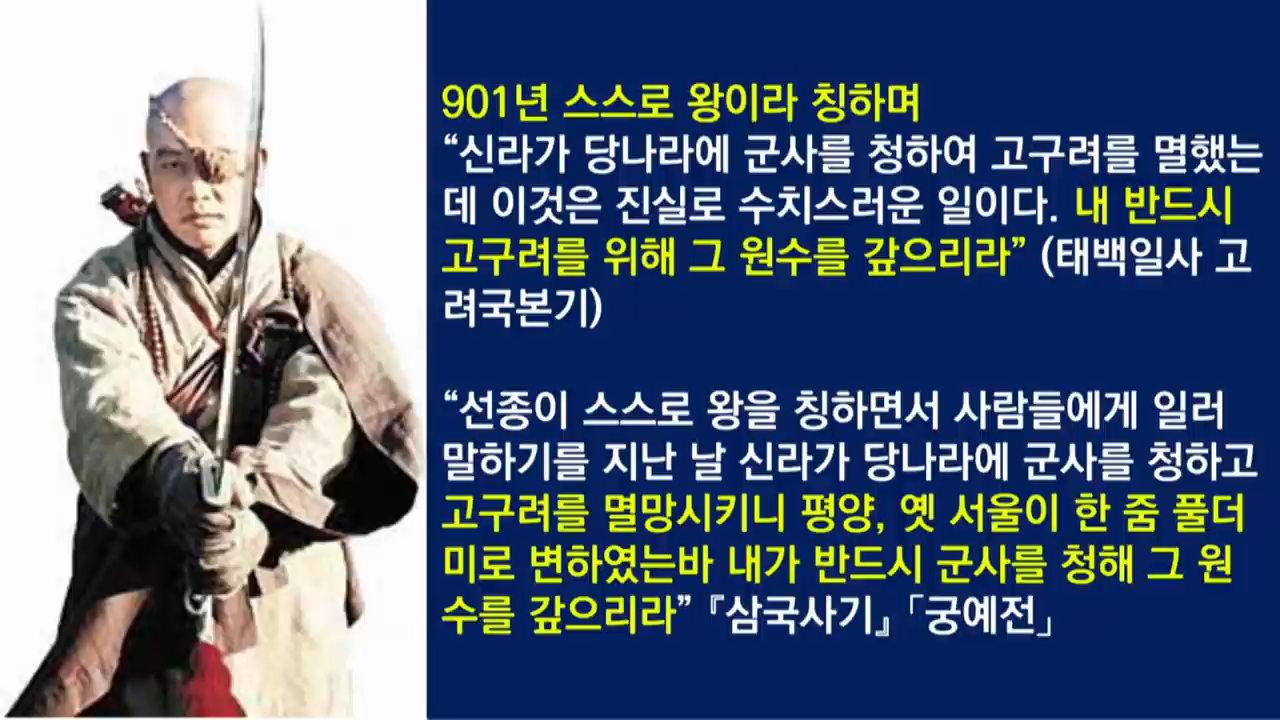 901년 스스로 왕이라 칭하며
“신라가 당나라에 군사를 청하여 고구려를 멸했는
데 이것은 진실로 수치스러운 일이다. 내 반드시
고구려를 위해 그 원수를 갚으리라” (태백일사 고
려국본기)
“선종이 스스로 왕을 칭하면서 사람들에게 일러
말하기를 지난 날 신라가 당나라에 군사를 청하고
고구려를 멸망시키니 평양, 옛 서울이 한 줌 풀더
미로 변하였는바 내가 반드시 군사를 청해 그 원
수를 갚으리라” 『삼국사기』 「궁예전」